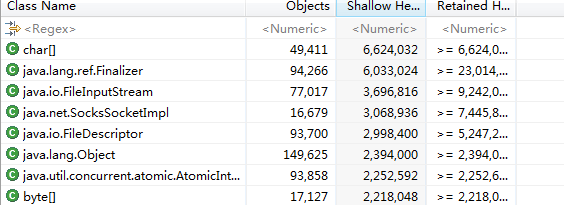 Class Name Objects Shallow He... Retained H...
<Regex> <Numeric> <Numeric> <Numeric>
char[] 49,411 6,624,032 >= 6,624,0...
java.lang.ref.Finalizer 94,266 6,033,024 >= 23,014,...
java.io.FileInputStream 77,017 3,696,816 >= 9,242,0...
java.net.SocksSocketImpl 16,679 3,068,936 >= 7,445,8...
java.io.FileDescriptor 93,700 2,998,400 >= 5,247,2...
java.lang.Object 149,625 2,394,000 >= 2,394,0...
java.util.concurrent.atomic.AtomicInt... 93,858 2,252,592 >= 2,252,6...
byte[] 17,127 2,218,048 >= 2,218,0...